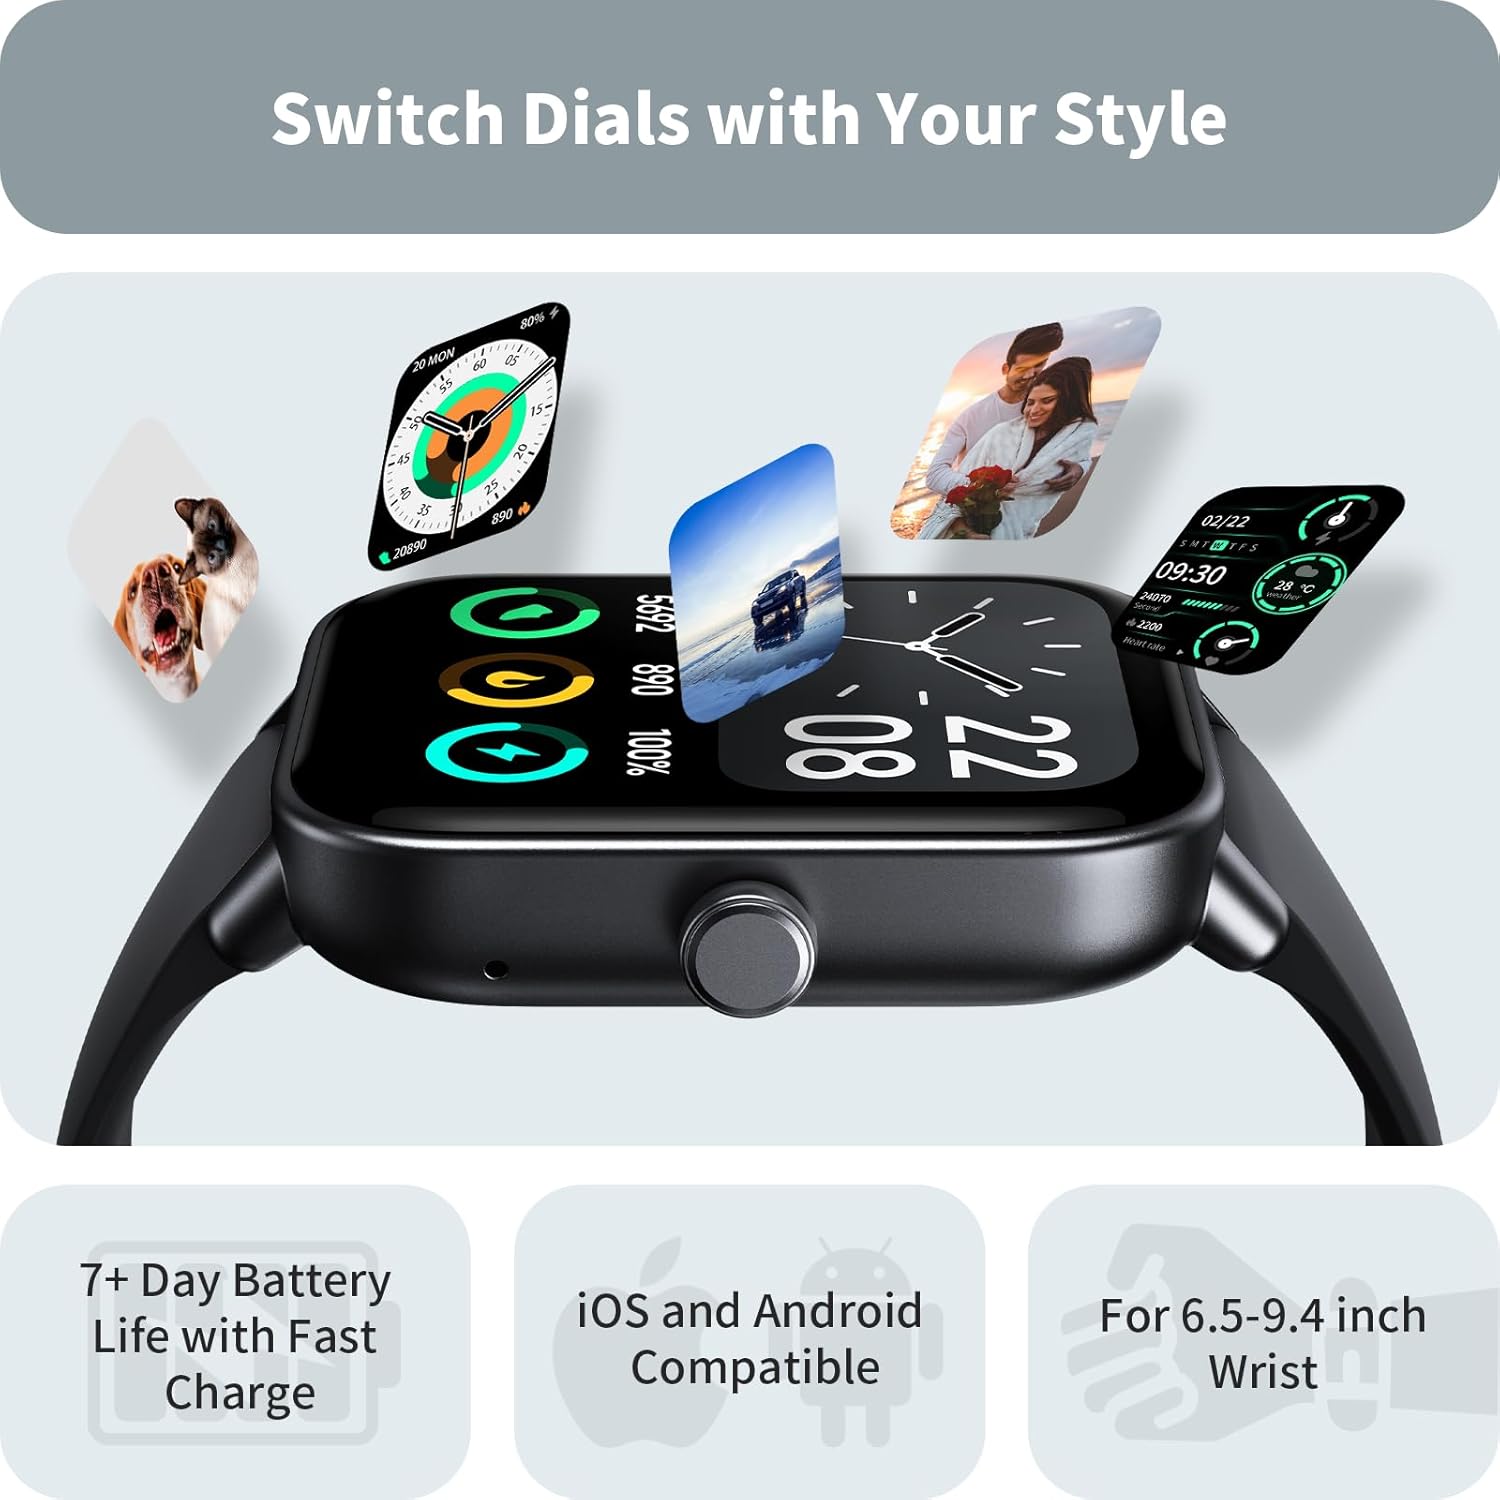 Switch Dials with Your Style
80%
20 MON
60
05
55
50
15
45
20
40
25
35
30
890
20890
02/22
S M T W T F S
09:30
28 °C
weather
24070
Second
2200
Heart rate
5692
890
100%
22
08
7+ Day Battery
Life with Fast
Charge
iOS and Android
Compatible
For 6.5-9.4 inch
Wrist